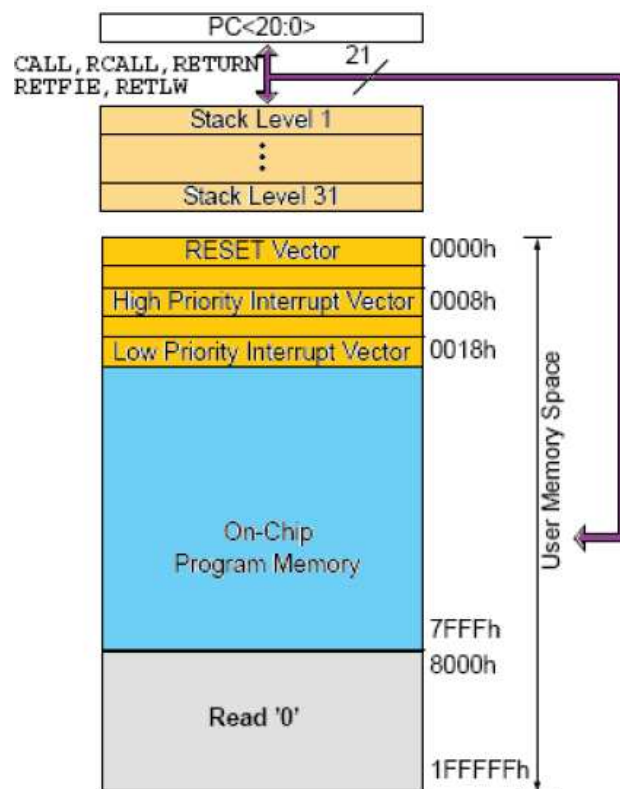 PC<20:0>
CALL,RCALL,RETURN
RETFIE,RETLW
21
Stack Level 1
Stack Level 31
RESET Vector
0000h
High Priority Interrupt Vector
0008h
Low Priority Interrupt Vector
0018h
On-Chip
Program Memory
7FFFh
8000h
Read '0'
1FFFFFh
User Memory Space